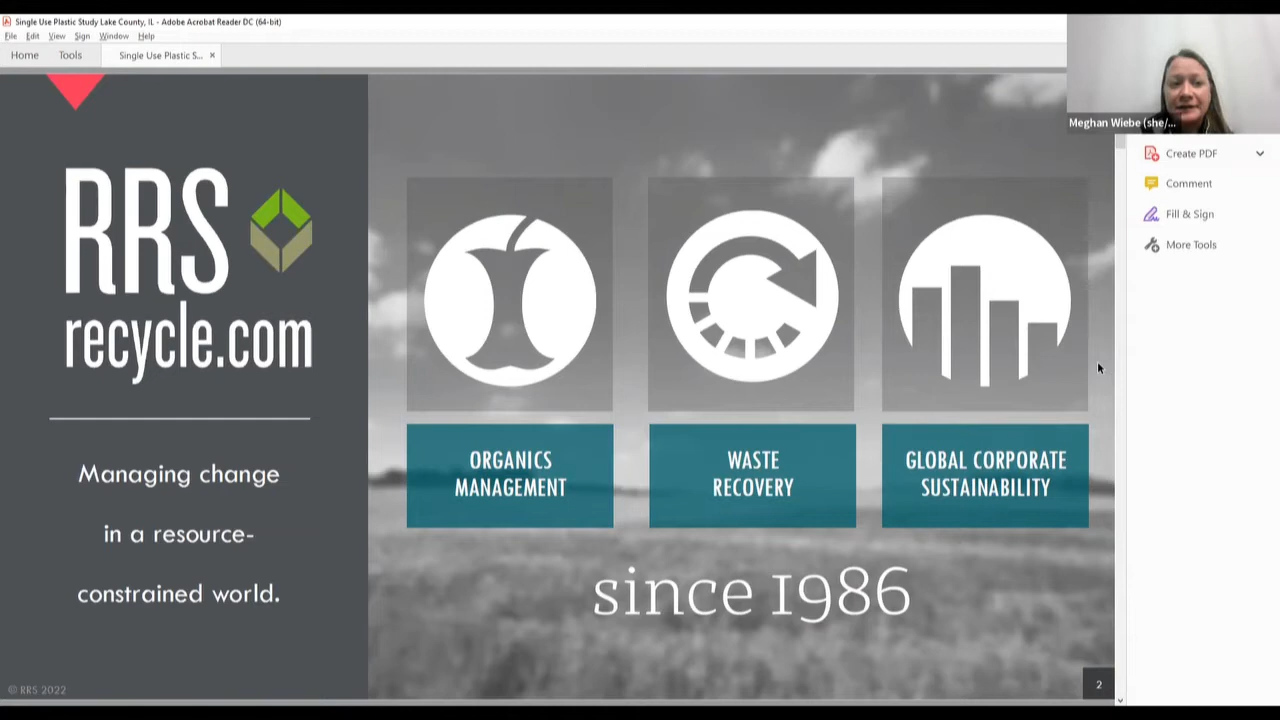 Single Use Plastic Study Lake County, IL - Adobe Acrobat Reader DC (64-bit)
File Edit View Sign Window Help
Home Tools Single Use Plastic S... ×
Meghan Wiebe (she/...
Create PDF
Comment
Fill & Sign
More Tools
RRS
recycle.com
Managing change
in a resource-
constrained world.
© RRS 2022
ORGANICS
MANAGEMENT
WASTE
RECOVERY
GLOBAL CORPORATE
SUSTAINABILITY
since 1986
2